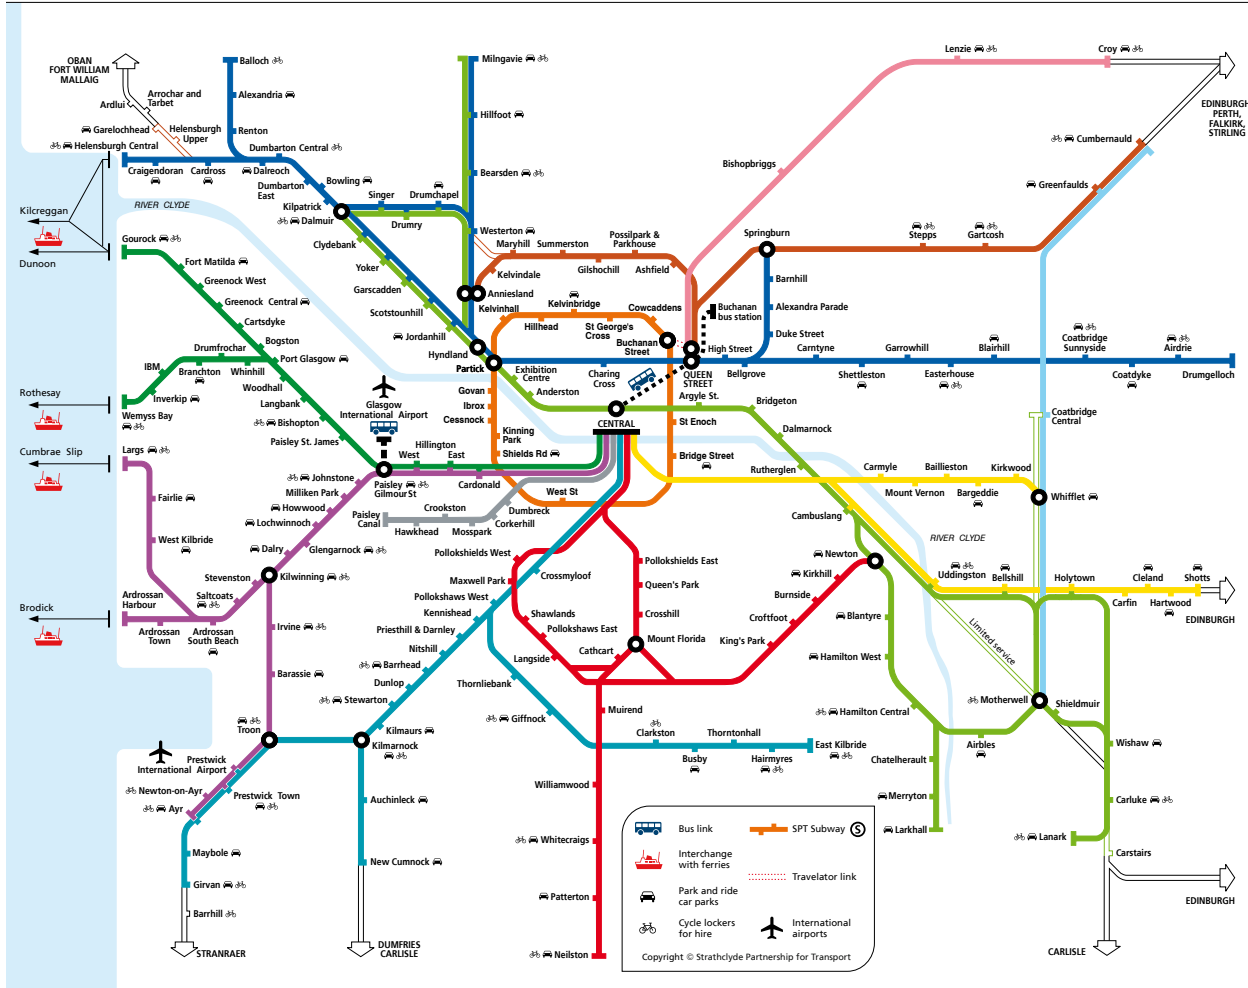 OBAN
FORT WILLIAM
MALLAIG
Ardlui
Arrochar and
Tarbet
Garelochhead
Helensburgh
Upper
Helensburgh Central
Craigendoran
Cardross
Balloch
Alexandria
Renton
Dalreoch
Dumbarton Central
Dumbarton
East
Bowling
Kilpatrick
Dalmuir
Singer
Drumchapel
Drumry
Clydebank
Yoker
Garscadden
Scotstounhill
Jordanhill
Hyndland
Partick
Milngavie
Hillfoot
Bearsden
Westerton
Anniesland
Maryhill
Summerston
Possilpark &
Parkhouse
Kelvindale
Gilshochill
Ashfield
Kelvinhall
Kelvinbridge
Cowcaddens
Hillhead
St George's
Cross
Buchanan
Street
Buchanan
bus station
QUEEN
STREET
Lenzie
Croy
Bishopbriggs
EDINBURGH
PERTH,
FALKIRK,
STIRLING
Cumbernauld
Greenfaulds
Springburn
Stepps
Gartcosh
Barnhill
Alexandra Parade
Duke Street
High Street
Bellgrove
Carntyne
Shettleston
Garrowhill
Easterhouse
Blairhill
Coatbridge
Sunnyside
Coatdyke
Airdrie
Drumgelloch
Kilcreggan
Dunoon
RIVER CLYDE
Gourock
Fort Matilda
Greenock West
Greenock Central
Cartsdyke
Bogston
Port Glasgow
Drumfrochar
IBM
Branchton
Whinhill
Inverkip
Wemyss Bay
Rothesay
Woodhall
Langbank
Bishopton
Paisley St. James
Glasgow
International Airport
Paisley
Gilmour St
Hillington
West
East
Cardonald
Exhibition
Centre
Anderston
Charing
Cross
CENTRAL
Argyle St.
Bridgeton
Dalmarnock
Rutherglen
Cambuslang
Govan
Ibrox
Cessnock
Kinning
Park
Shields Rd
West St
Bridge Street
St Enoch
Coatbridge
Central
Carmyle
Mount Vernon
Baillieston
Bargeddie
Kirkwood
Whifflet
Cumbrae Slip
Largs
Fairlie
West Kilbride
Brodick
Ardrossan
Harbour
Ardrossan
Town
Ardrossan
South Beach
Saltcoats
Stevenston
Kilwinning
Johnstone
Milliken Park
Howwood
Lochwinnoch
Glengarnock
Dalry
Paisley
Canal
Hawkhead
Crookston
Mosspark
Corkerhill
Dumbreck
Irvine
Barassie
Troon
Prestwick
International Airport
Newton-on-Ayr
Prestwick Town
Ayr
Maybole
Girvan
Barrhill
STRANRAER
Pollokshields West
Maxwell Park
Crossmyloof
Pollokshaws West
Kennishead
Priesthill & Darnley
Nitshill
Barrhead
Dunlop
Stewarton
Kilmaurs
Kilmarnock
Auchinleck
New Cumnock
DUMFRIES
CARLISLE
Shawlands
Pollokshaws East
Langside
Cathcart
Mount Florida
Crosshill
Queen's Park
Pollokshields East
Thornliebank
Giffnock
Clarkston
Busby
Thorntonhall
Hairmyres
East Kilbride
Muirend
Williamwood
Whitecraigs
Patterton
Neilston
King's Park
Croftfoot
Burnside
Kirkhill
Newton
Blantyre
Hamilton West
Hamilton Central
Chatelherault
Merryton
Larkhall
Airbles
Motherwell
Limited service
RIVER CLYDE
Uddingston
Bellshill
Holytown
Carfin
Cleland
Hartwood
Shotts
EDINBURGH
Shieldmuir
Wishaw
Carluke
Lanark
Carstairs
EDINBURGH
CARLISLE
Bus link
SPT Subway S
Interchange
with ferries
Travelator link
Park and ride
car parks
Cycle lockers
for hire
International
airports
Copyright © Strathclyde Partnership for Transport